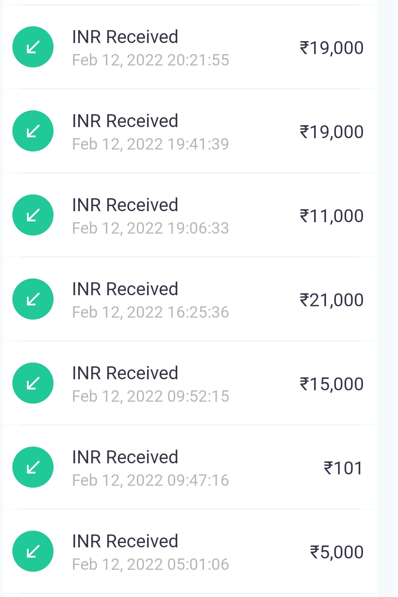 INR Received
₹19,000
Feb 12, 2022 20:21:55
INR Received
₹19,000
Feb 12, 2022 19:41:39
INR Received
₹11,000
Feb 12, 2022 19:06:33
INR Received
₹21,000
Feb 12, 2022 16:25:36
INR Received
₹15,000
Feb 12, 2022 09:52:15
INR Received
₹101
Feb 12, 2022 09:47:16
INR Received
₹5,000
Feb 12, 2022 05:01:06